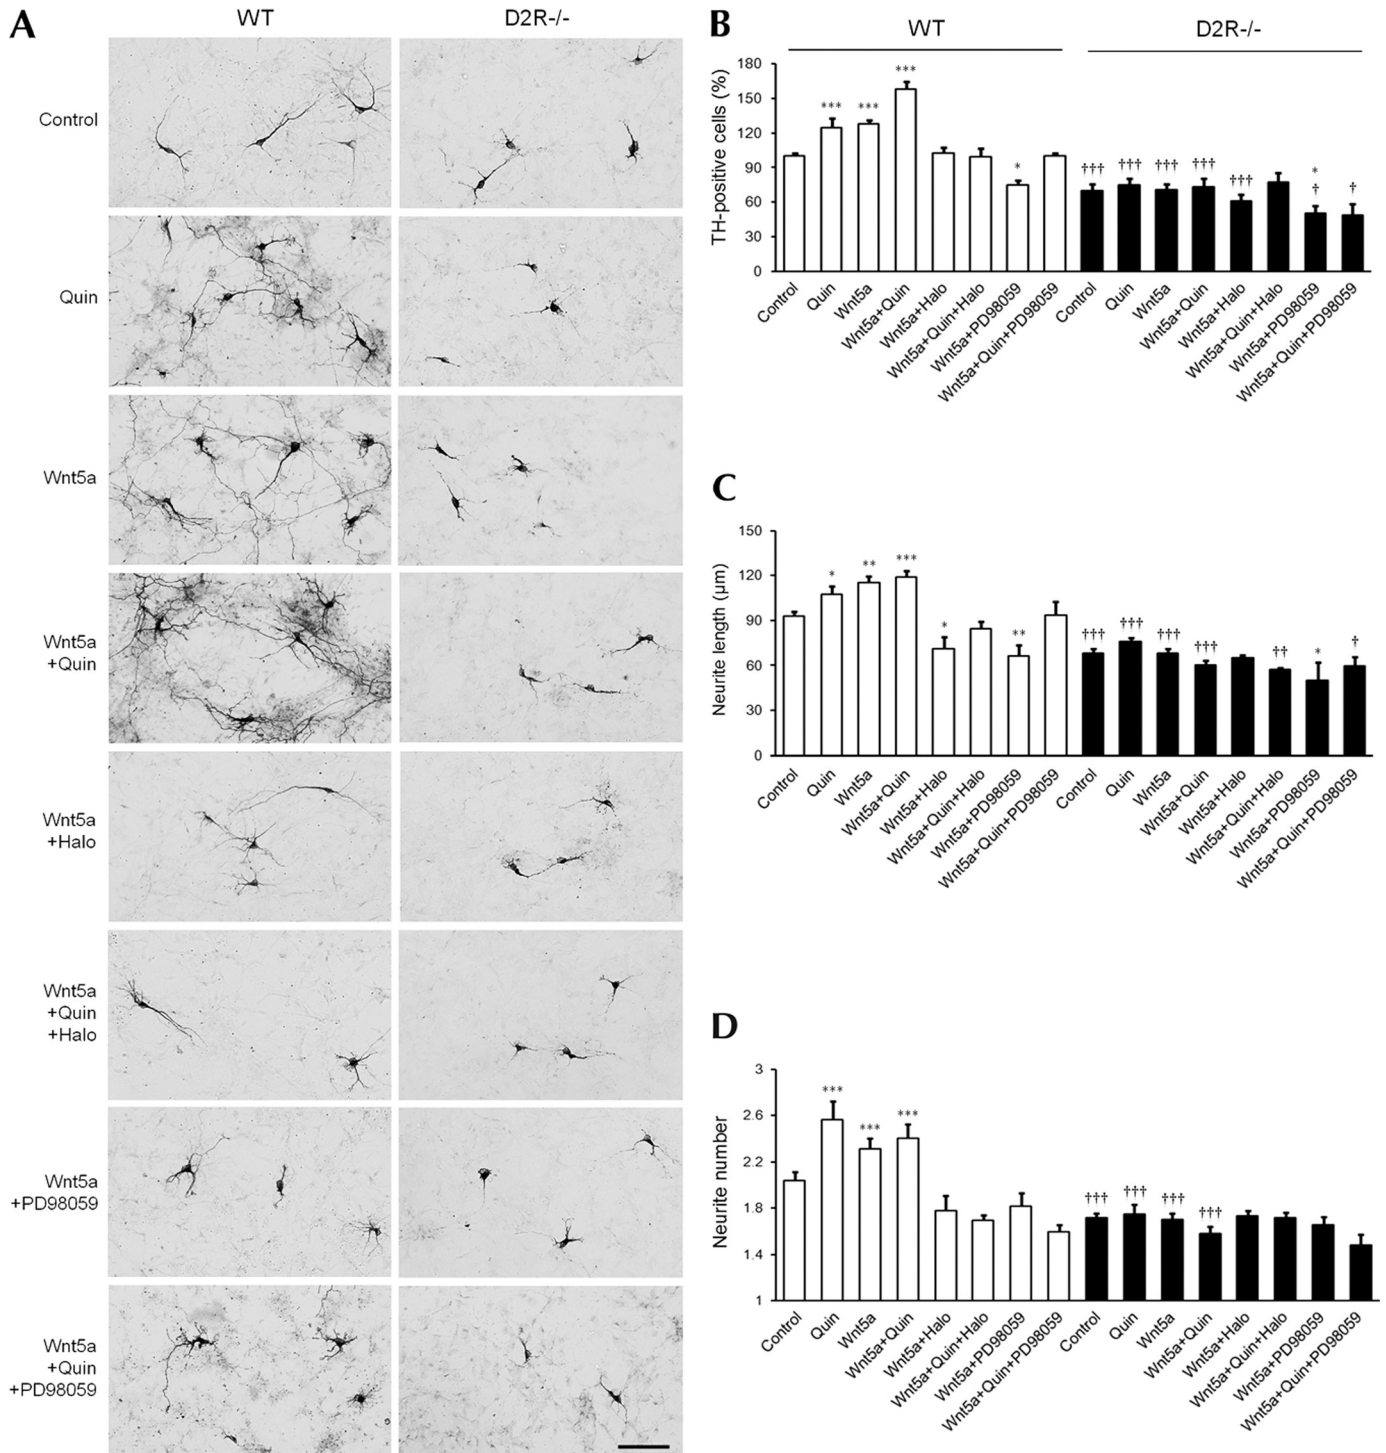 A
WT
D2R-/-
Control
Quin
Wnt5a
Wnt5a
+Quin
Wnt5a
+Halo
Wnt5a
+Quin
+Halo
Wnt5a
+PD98059
Wnt5a
+Quin
+PD98059
B
WT
D2R-/-
TH-positive cells (%)
180
150
120
90
60
30
0
***
***
***
*
†††
†††
†††
†††
†††
*
†
†
Control
Quin
Wnt5a
Wnt5a+Quin
Wnt5a+Halo
Wnt5a+Quin+Halo
Wnt5a+PD98059
Wnt5a+Quin+PD98059
Control
Quin
Wnt5a
Wnt5a+Quin
Wnt5a+Halo
Wnt5a+Quin+Halo
Wnt5a+PD98059
Wnt5a+Quin+PD98059
C
Neurite length (µm)
150
120
90
60
30
0
*
**
***
*
**
†††
†††
†††
†††
††
*
†
Control
Quin
Wnt5a
Wnt5a+Quin
Wnt5a+Halo
Wnt5a+Quin+Halo
Wnt5a+PD98059
Wnt5a+Quin+PD98059
Control
Quin
Wnt5a
Wnt5a+Quin
Wnt5a+Halo
Wnt5a+Quin+Halo
Wnt5a+PD98059
Wnt5a+Quin+PD98059
D
Neurite number
3
2.6
2.2
1.8
1.4
1
***
***
***
†††
†††
†††
†††
Control
Quin
Wnt5a
Wnt5a+Quin
Wnt5a+Halo
Wnt5a+Quin+Halo
Wnt5a+PD98059
Wnt5a+Quin+PD98059
Control
Quin
Wnt5a
Wnt5a+Quin
Wnt5a+Halo
Wnt5a+Quin+Halo
Wnt5a+PD98059
Wnt5a+Quin+PD98059